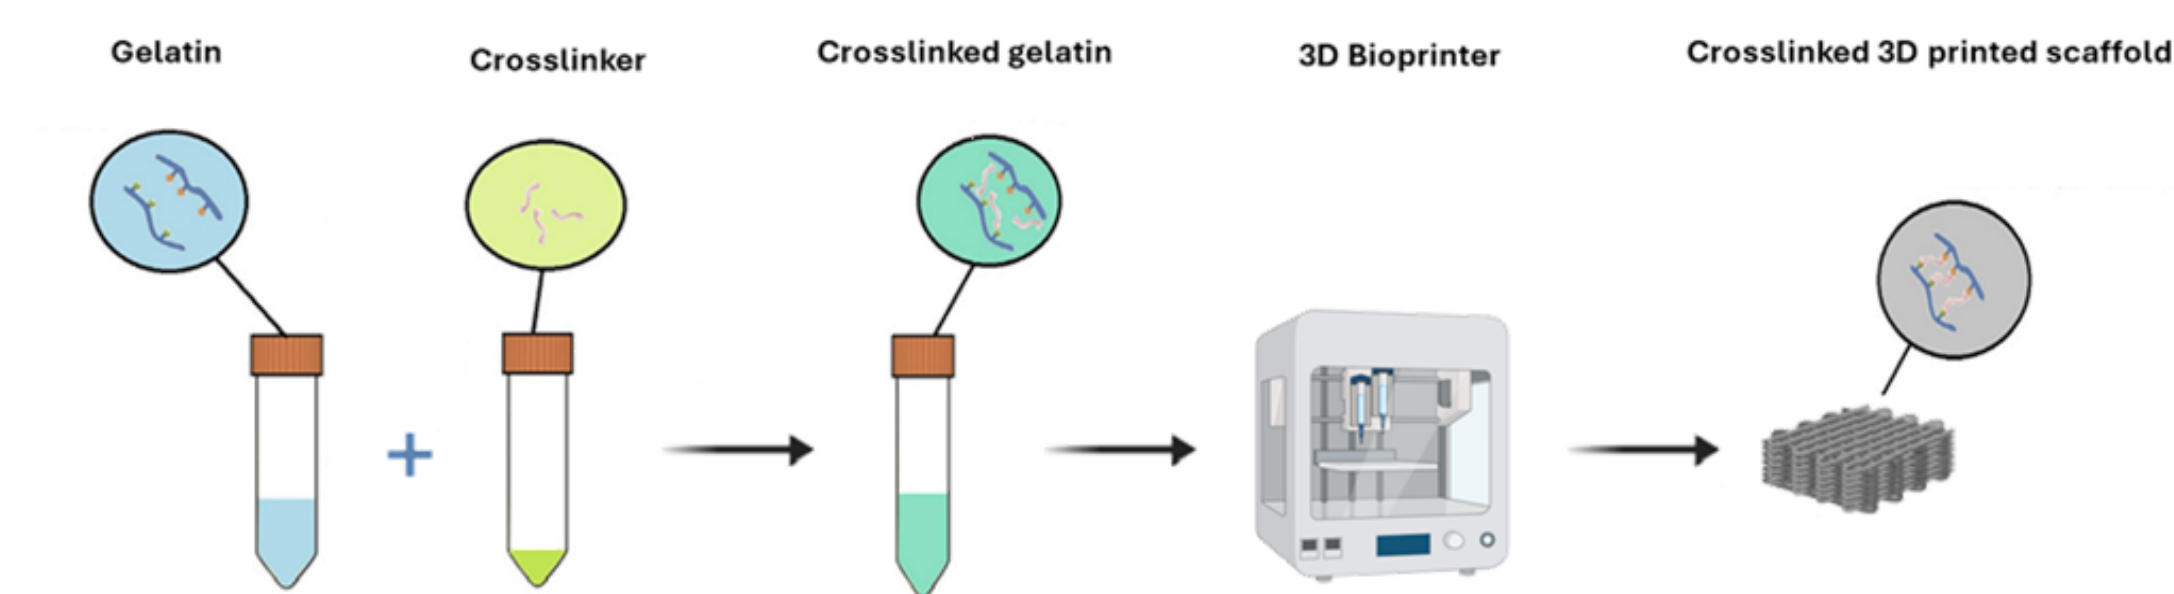 Gelatin
Crosslinker
Crosslinked gelatin
3D Bioprinter
Crosslinked 3D printed scaffold